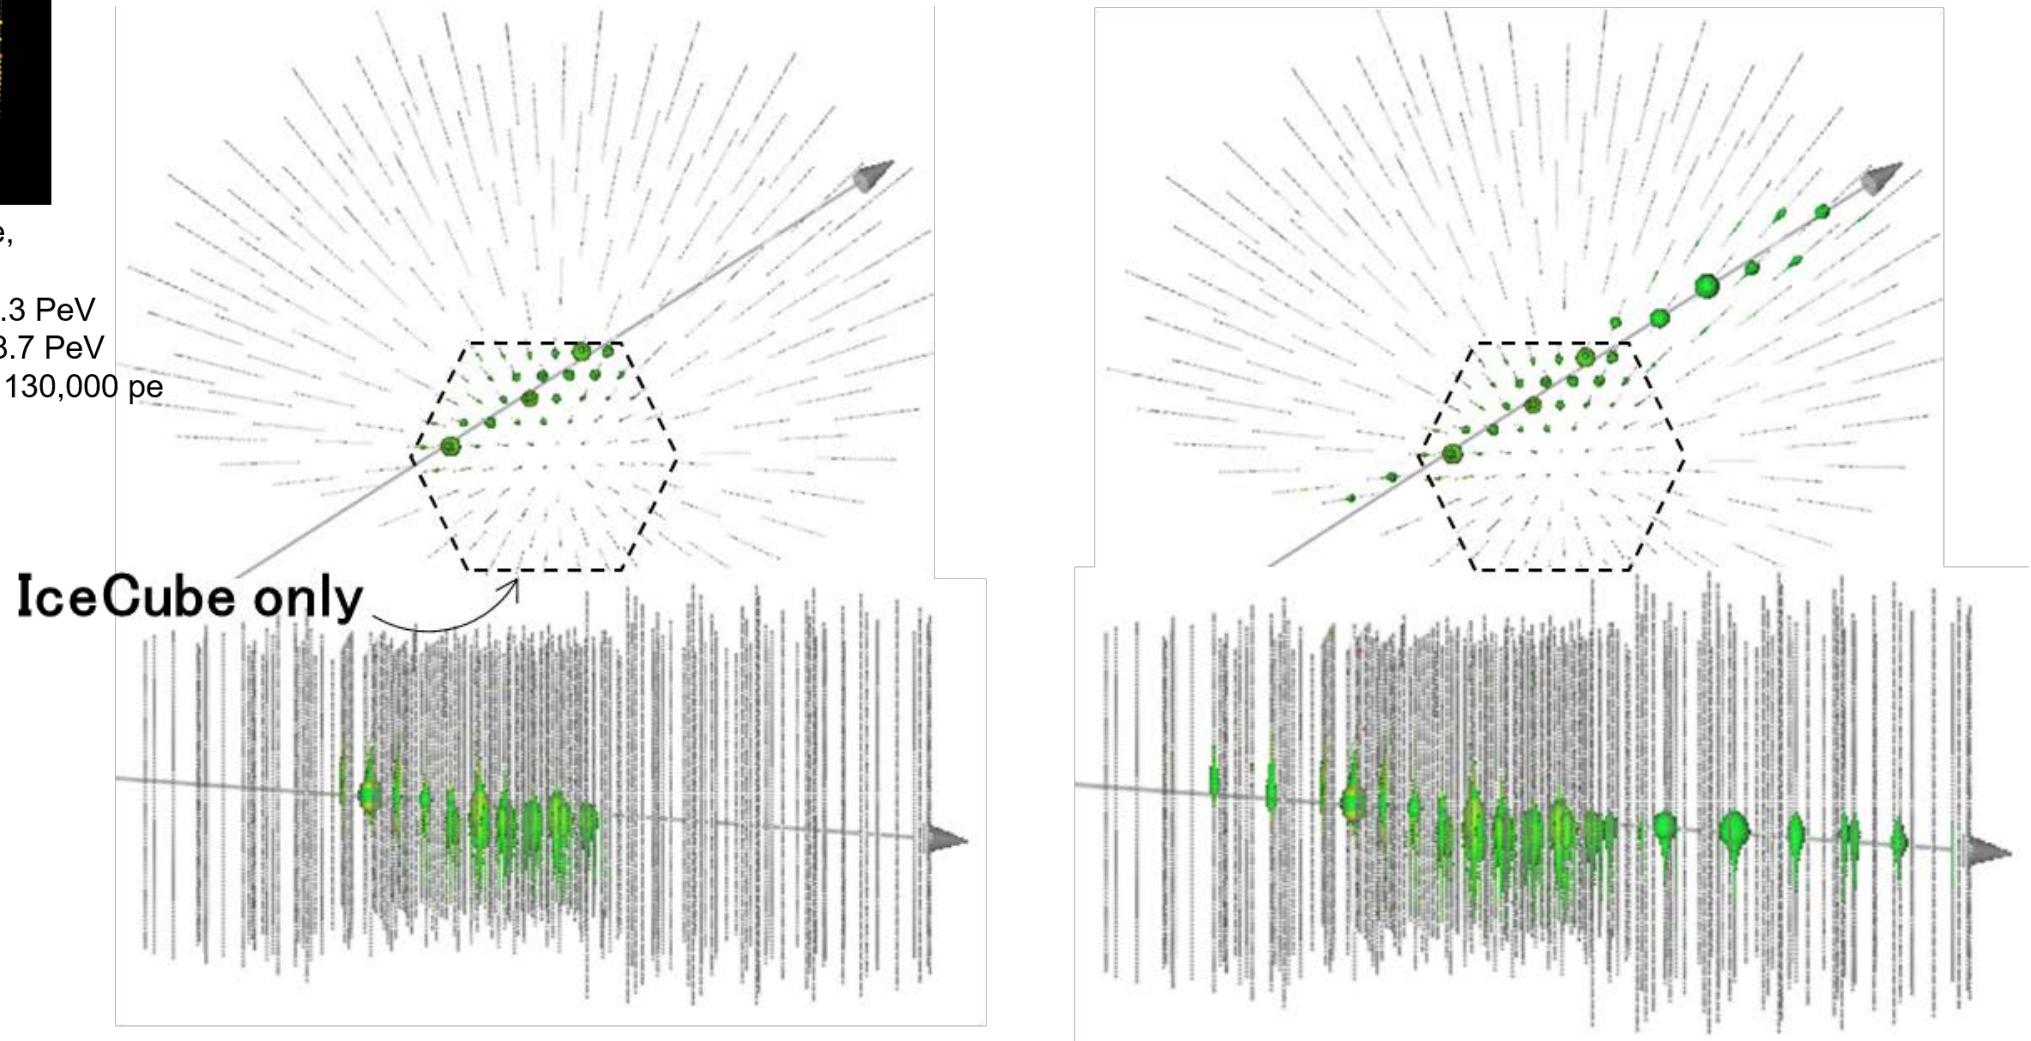 e,
.3 PeV
3.7 PeV
130,000 pe
IceCube only